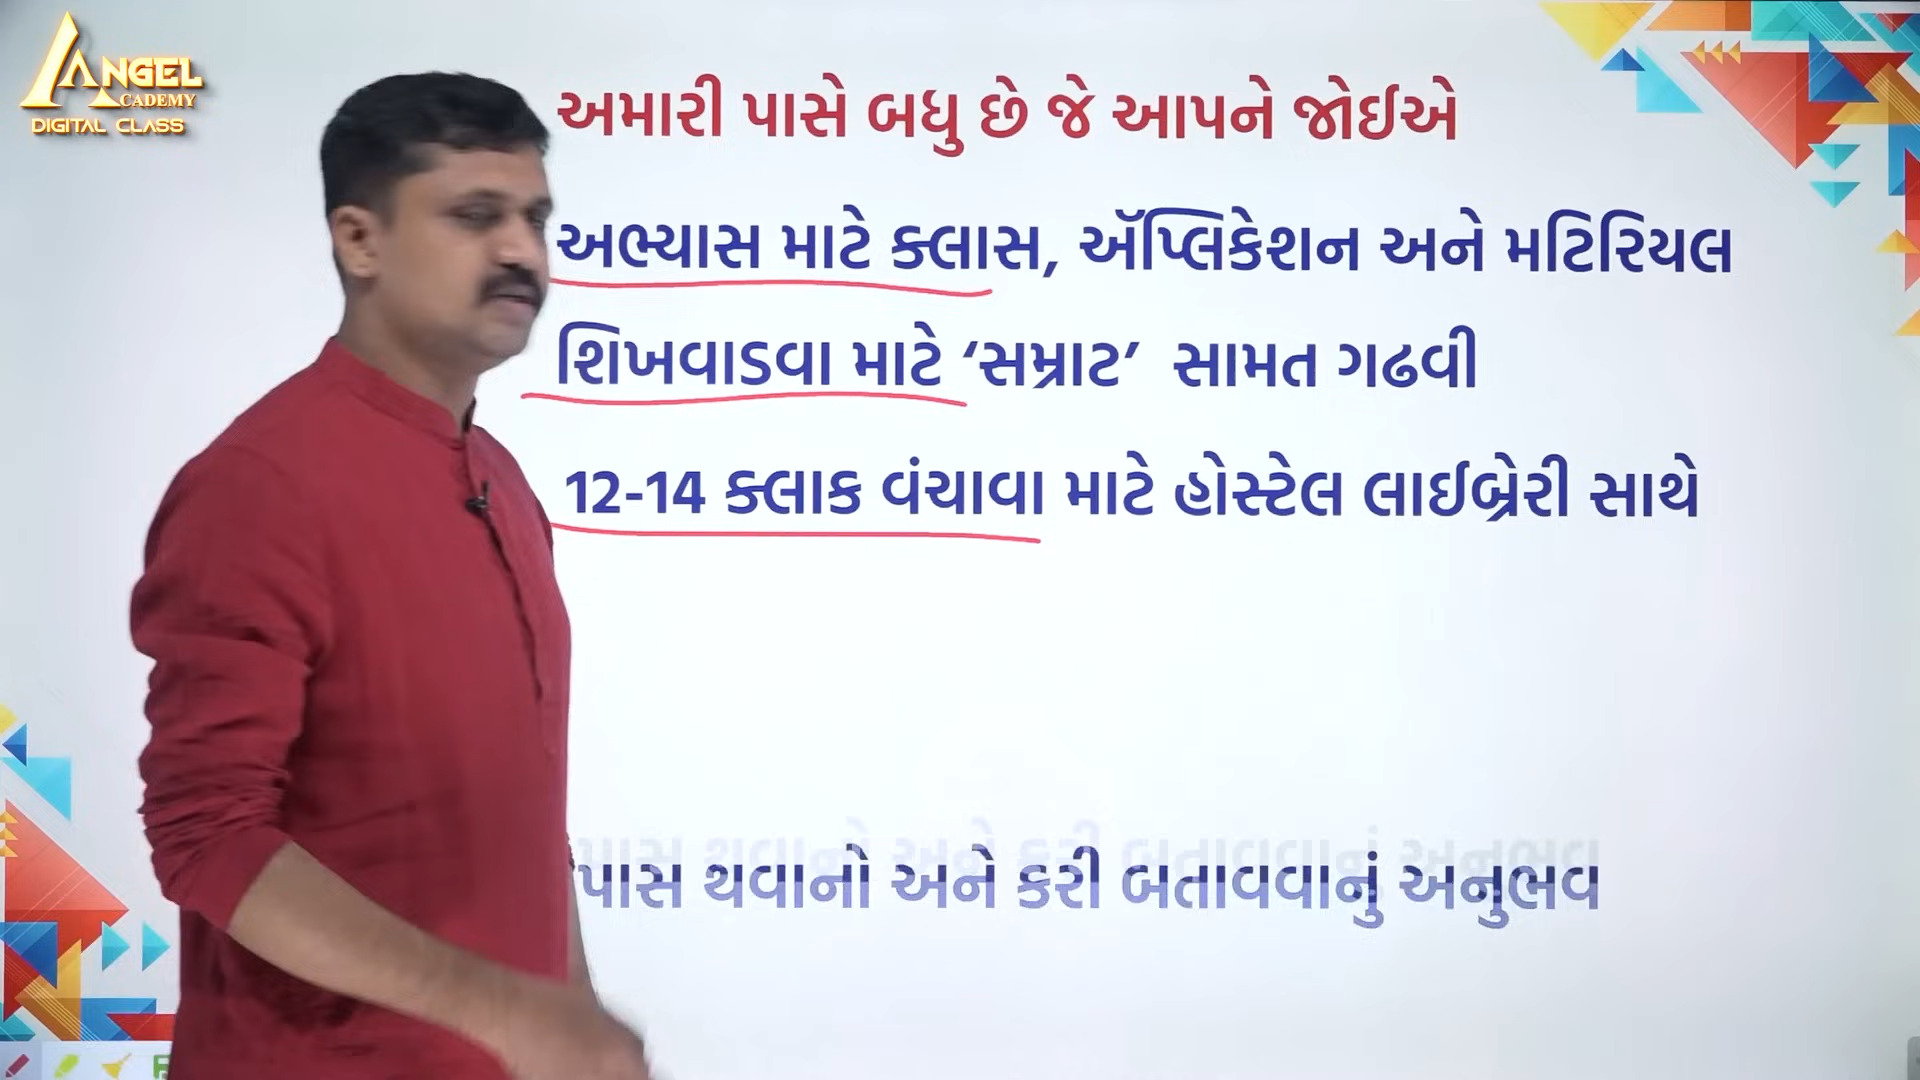 ANGEL
ACADEMY
DIGITAL CLASS
અમારી પાસે બધુ છે જે આપને જોઈએ
અભ્યાસ માટે ક્લાસ, ઍપ્લિકેશન અને મટિરિયલ
શિખવાડવા માટે ‘સમ્રાટ’ સામત ગઢવી
12-14 ક્લાક વંચાવા માટે હોસ્ટેલ લાઈબ્રેરી સાથે
પાસ થવાનો અને કરી બતાવવાનું અનુભવ